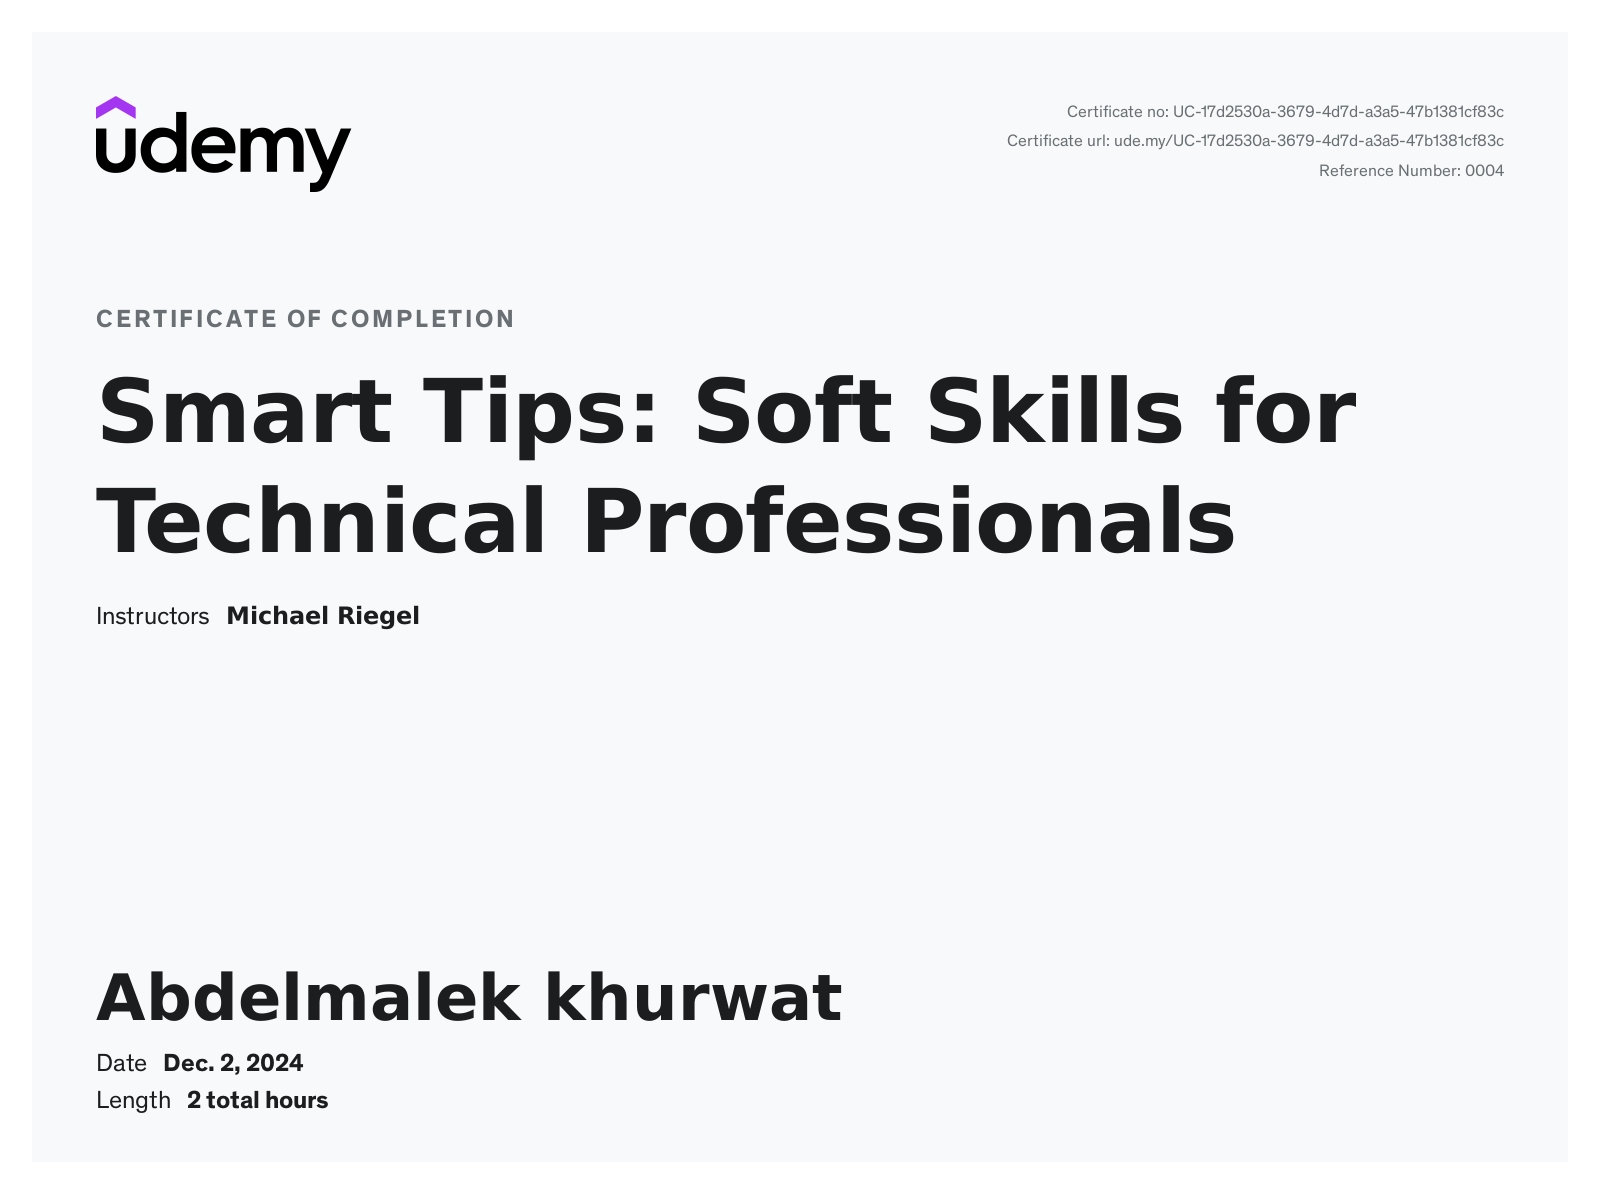 udemy
Certificate no: UC-17d2530a-3679-4d7d-a3a5-47b1381cf83c
Certificate url: ude.my/UC-17d2530a-3679-4d7d-a3a5-47b1381cf83c
Reference Number: 0004
CERTIFICATE OF COMPLETION
Smart Tips: Soft Skills for
Technical Professionals
Instructors Michael Riegel
Abdelmalek khurwat
Date Dec. 2, 2024
Length 2 total hours